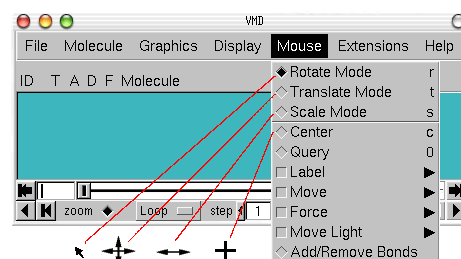 VMD
File Molecule Graphics Display Mouse Extensions Help
ID T A D F Molecule
Rotate Mode r
Translate Mode t
Scale Mode s
Center c
Query 0
Label
Move
Force
Move Light
Add/Remove Bonds
zoom Loop step 1